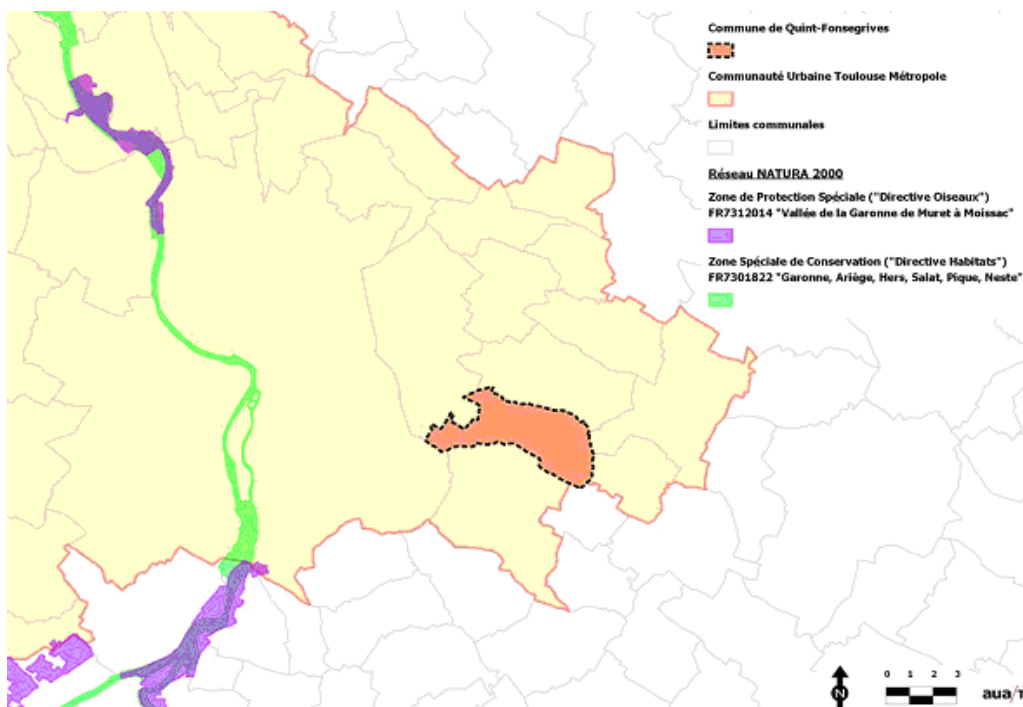 Commune de Quint-Fonsegrives
Communauté Urbaine Toulouse Métropole
Limites communales
Réseau NATURA 2000
Zone de Protection Spéciale ("Directive Oiseaux")
FR7312014 "Vallée de la Garonne de Muret à Moissac"
Zone Spéciale de Conservation ("Directive Habitats")
FR7301822 "Garonne, Ariège, Hers, Salat, Pique, Neste"
N
0 1 2 3
aua/T